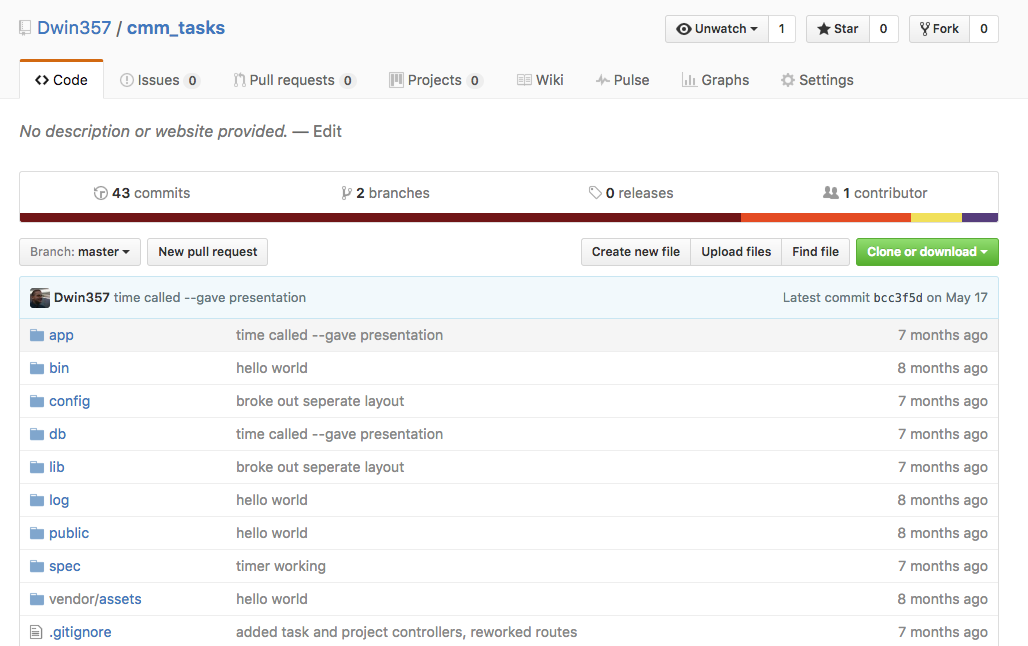 Dwin357 / cmm_tasks
Unwatch 1 Star 0 Fork 0
Code Issues 0 Pull requests 0 Projects 0 Wiki Pulse Graphs Settings
No description or website provided. — Edit
43 commits 2 branches 0 releases 1 contributor
Branch: master New pull request Create new file Upload files Find file Clone or download
Dwin357 time called --gave presentation Latest commit bcc3f5d on May 17
app time called --gave presentation 7 months ago
bin hello world 8 months ago
config broke out seperate layout 7 months ago
db time called --gave presentation 7 months ago
lib broke out seperate layout 7 months ago
log hello world 8 months ago
public hello world 8 months ago
spec timer working 7 months ago
vendor/assets hello world 8 months ago
.gitignore added task and project controllers, reworked routes 7 months ago